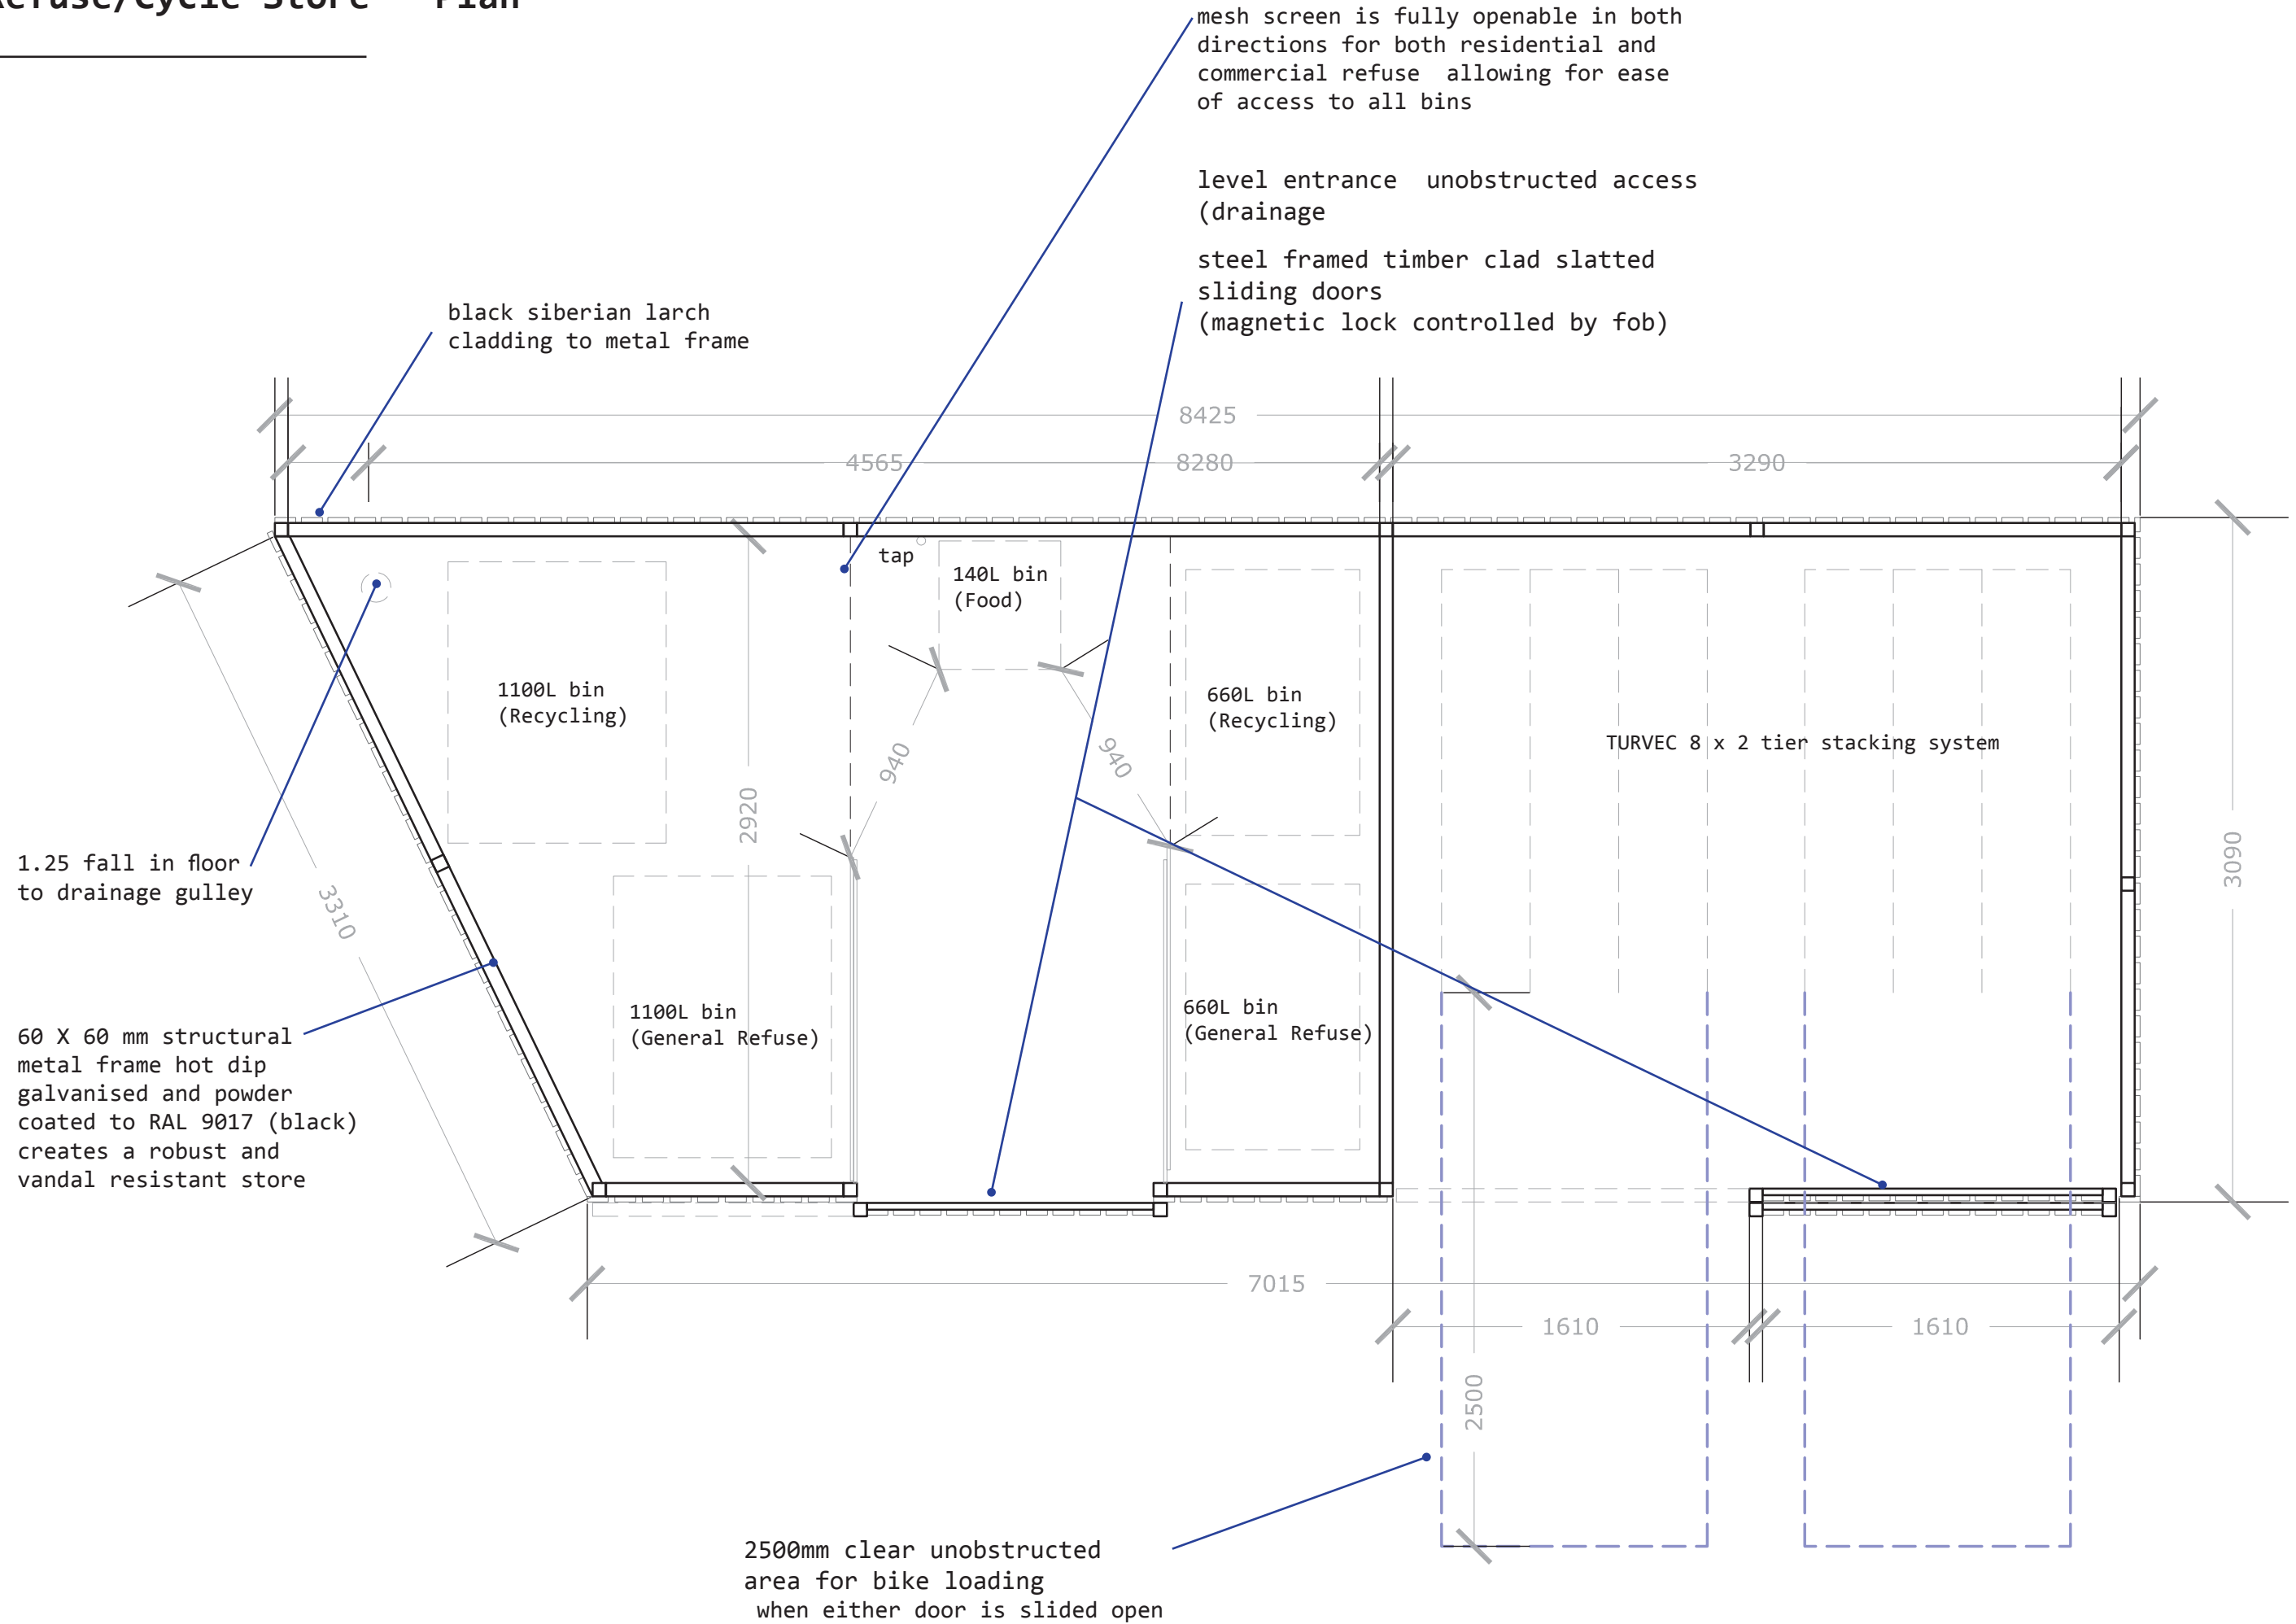 Refuse/Cycle Store Plan
mesh screen is fully openable in both
directions for both residential and
commercial refuse allowing for ease
of access to all bins
level entrance unobstructed access
(drainage
steel framed timber clad slatted
sliding doors
(magnetic lock controlled by fob)
black siberian larch
cladding to metal frame
8425
4565
8280
3290
tap
140L bin
(Food)
1100L bin
(Recycling)
660L bin
(Recycling)
TURVEC 8 x 2 tier stacking system
940
940
2920
3090
3310
1.25 fall in floor
to drainage gulley
1100L bin
(General Refuse)
660L bin
(General Refuse)
60 X 60 mm structural
metal frame hot dip
galvanised and powder
coated to RAL 9017 (black)
creates a robust and
vandal resistant store
7015
1610
1610
2500
2500mm clear unobstructed
area for bike loading
when either door is slided open